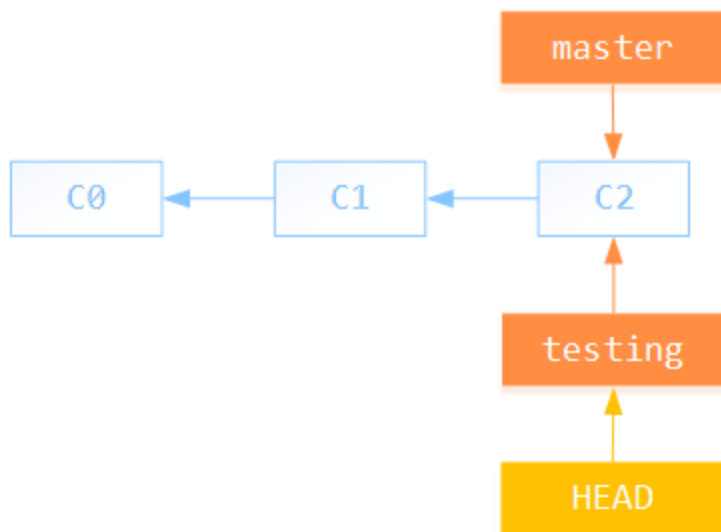 master
C0
C1
C2
testing
HEAD